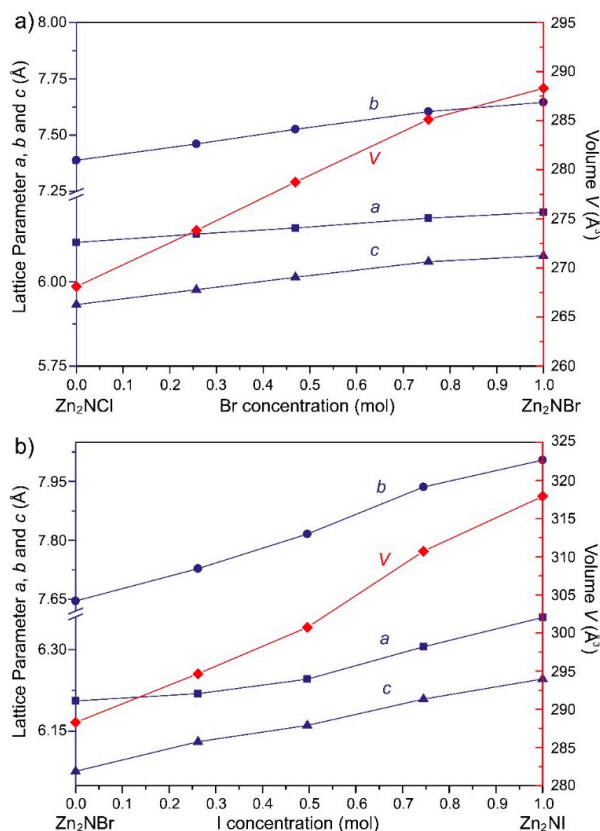 a)
Lattice Parameter a, b and c (Å)
8.00
7.75
7.50
7.25
6.00
5.75
b
V
a
c
295
290
285
280
275
270
265
260
Volume V (Å³)
0.0 0.1 0.2 0.3 0.4 0.5 0.6 0.7 0.8 0.9 1.0
Zn₂NCl Br concentration (mol) Zn₂NBr
b)
Lattice Parameter a, b and c (Å)
7.95
7.80
7.65
6.30
6.15
b
V
a
c
325
320
315
310
305
300
295
290
285
280
Volume V (Å³)
0.0 0.1 0.2 0.3 0.4 0.5 0.6 0.7 0.8 0.9 1.0
Zn₂NBr I concentration (mol) Zn₂NI